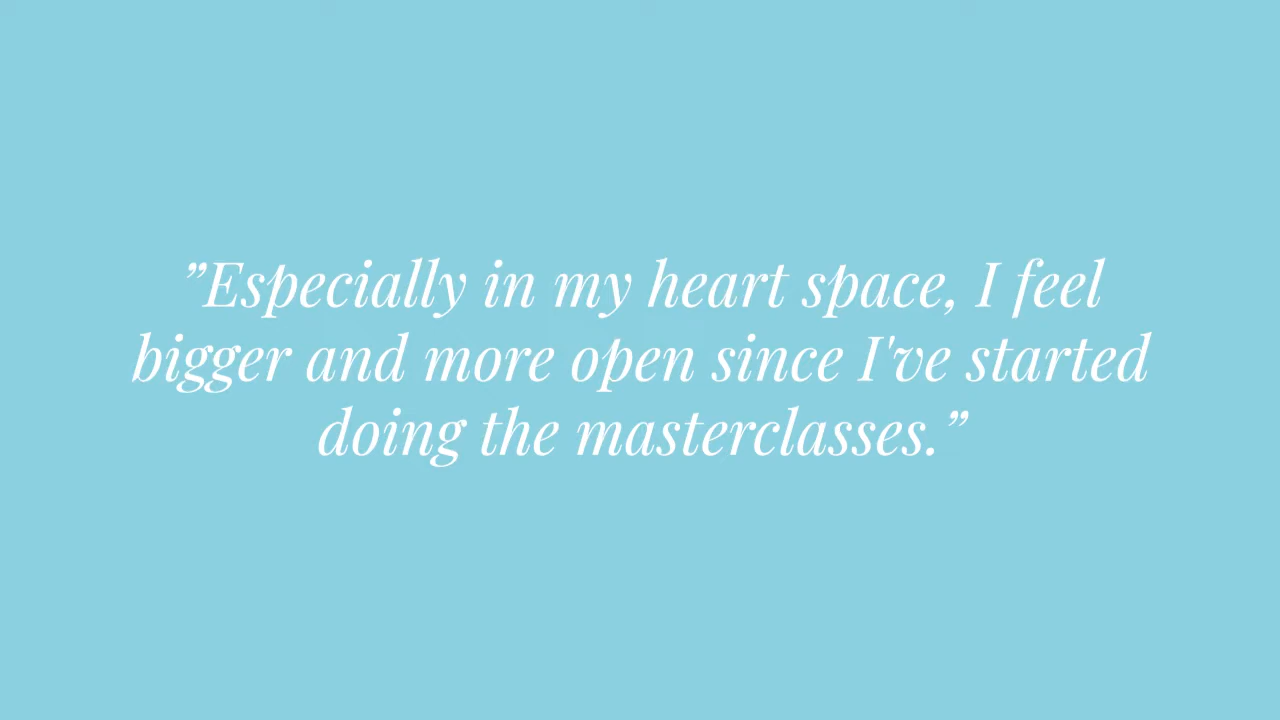 ”Especially in my heart space, I feel
bigger and more open since I've started
doing the masterclasses.”